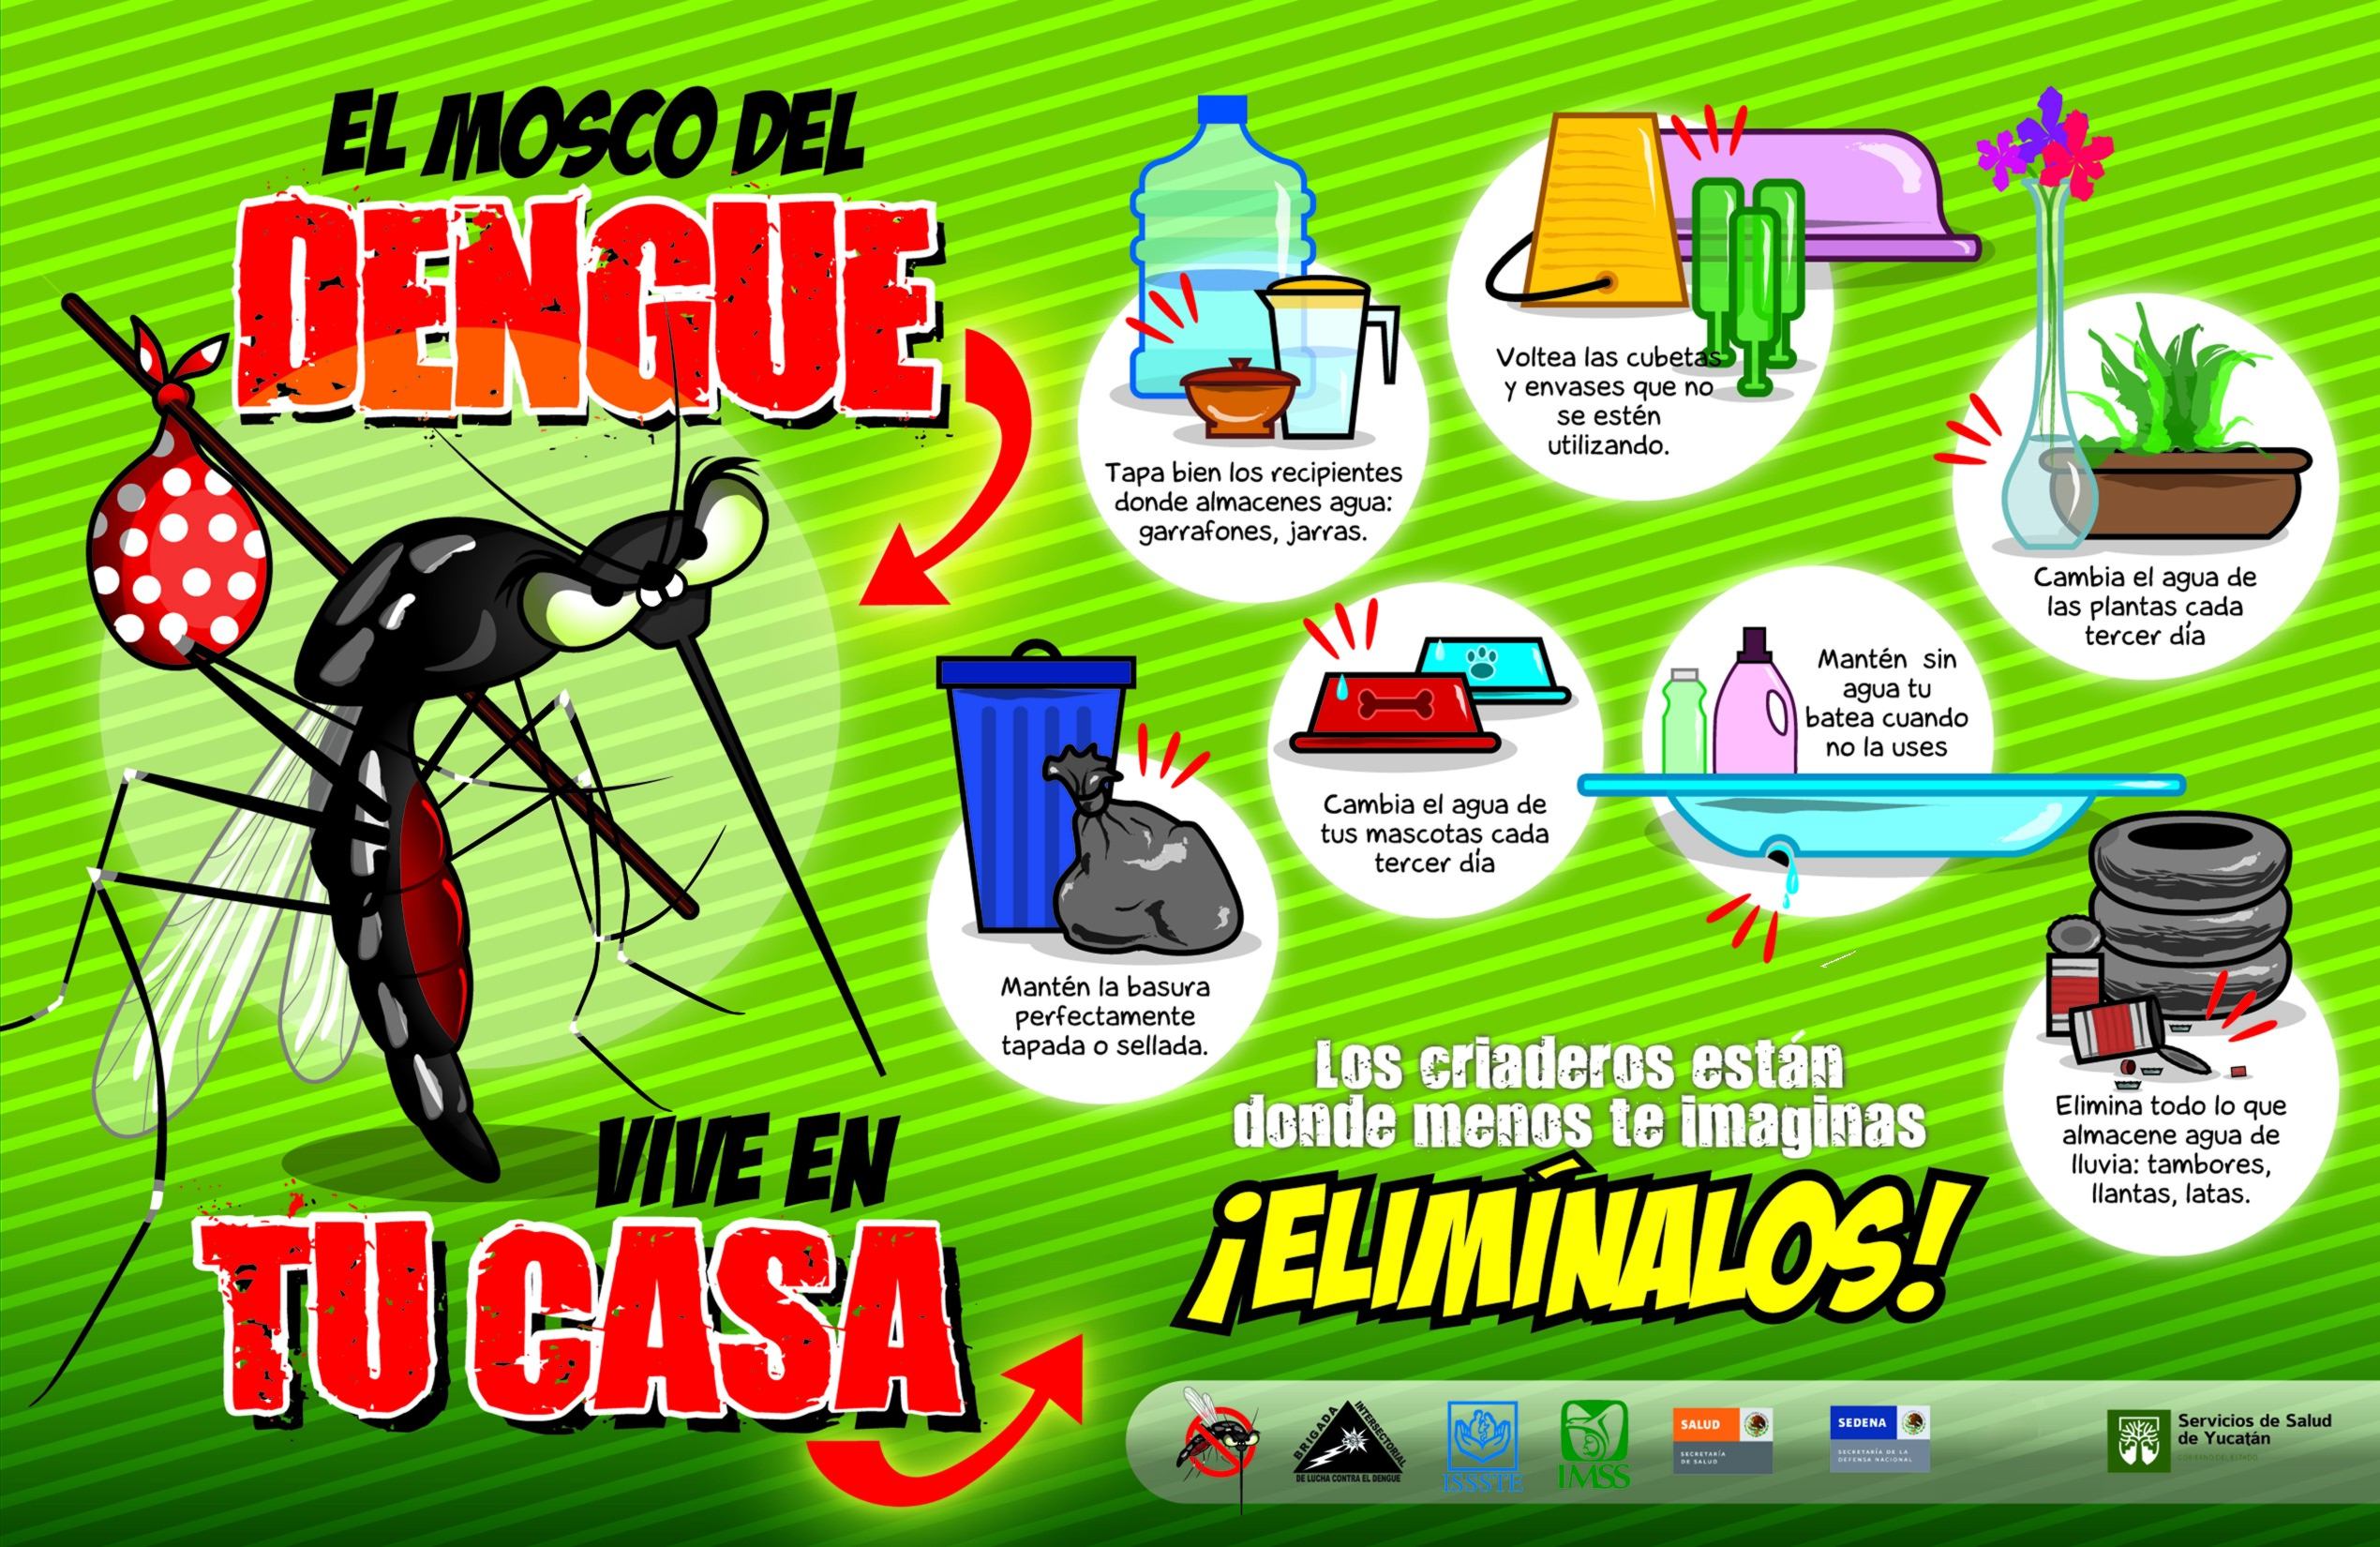 EL MOSCO DEL
DENGUE
VIVE EN
TU CASA
Tapa bien los recipientes
donde almacenes agua:
garrafones, jarras.
Voltea las cubetas
y envases que no
se estén
utilizando.
Cambia el agua de
las plantas cada
tercer día
Mantén la basura
perfectamente
tapada o sellada.
Cambia el agua de
tus mascotas cada
tercer día
Mantén sin
agua tu
batea cuando
no la uses
Elimina todo lo que
almacene agua de
lluvia: tambores,
llantas, latas.
Los criaderos están
donde menos te imaginas
¡ELIMÍNALOS!
BRIGADA INTERSECTORIAL
DE LUCHA CONTRA EL DENGUE
ISSSTE
IMSS
SALUD
SECRETARÍA
DE SALUD
SEDENA
SECRETARÍA DE LA
DEFENSA NACIONAL
Servicios de Salud
de Yucatán